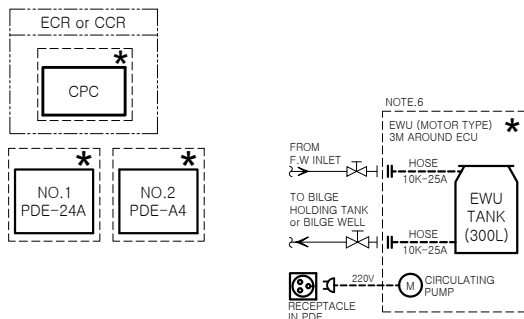 ECR or CCR
*
CPC
*
NO.1
PDE-24A
*
NO.2
PDE-A4
NOTE.6
EWU (MOTOR TYPE)
3M AROUND ECU
*
FROM
F.W INLET
HOSE
10K-25A
TO BILGE
HOLDING TANK
or BILGE WELL
HOSE
10K-25A
EWU
TANK
(300L)
220V
M
CIRCULATING
PUMP
RECEPTACLE
IN PDE